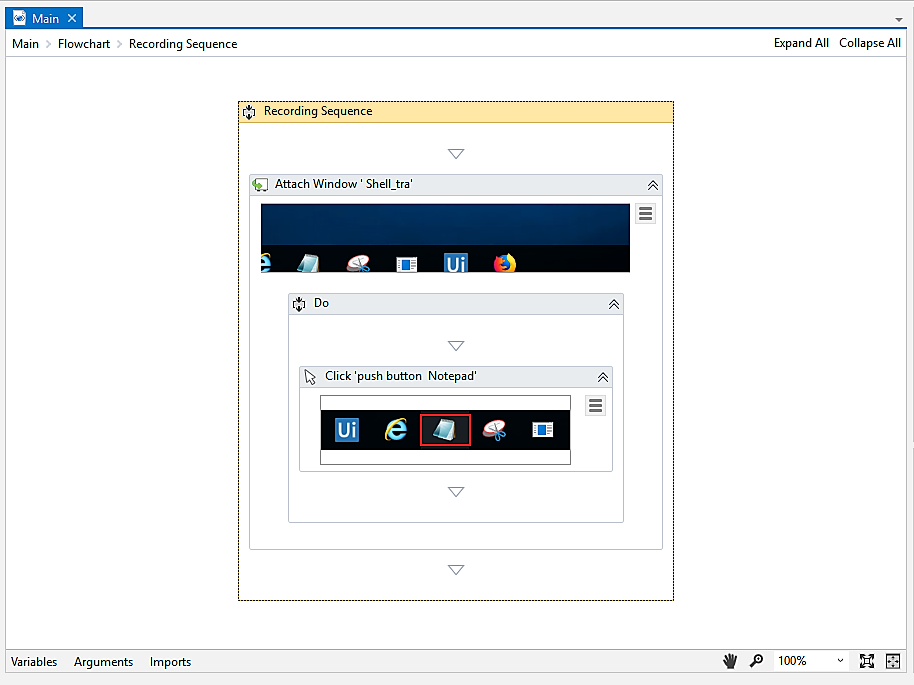 Main
Main Flowchart Recording Sequence Expand All Collapse All
Recording Sequence
Attach Window ' Shell_tra'
Ui
Do
Click 'push button  Notepad'
Ui
Variables Arguments Imports 100%